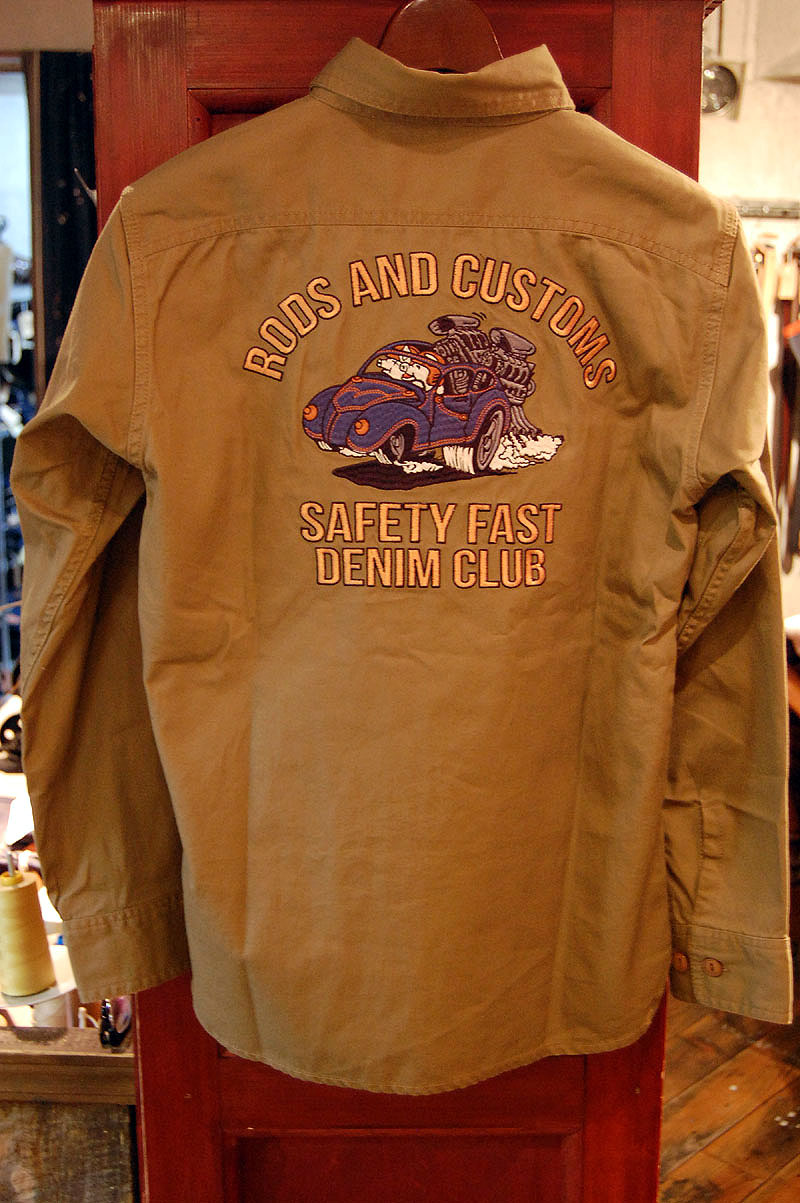 RODS AND CUSTOMS
SAFETY FAST
DENIM CLUB